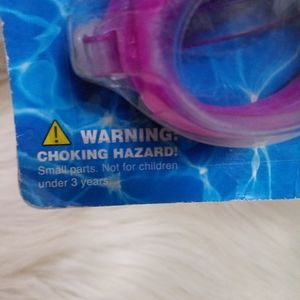 WARNING!
CHOKING HAZARD!
Small parts. Not for children
under 3 years.